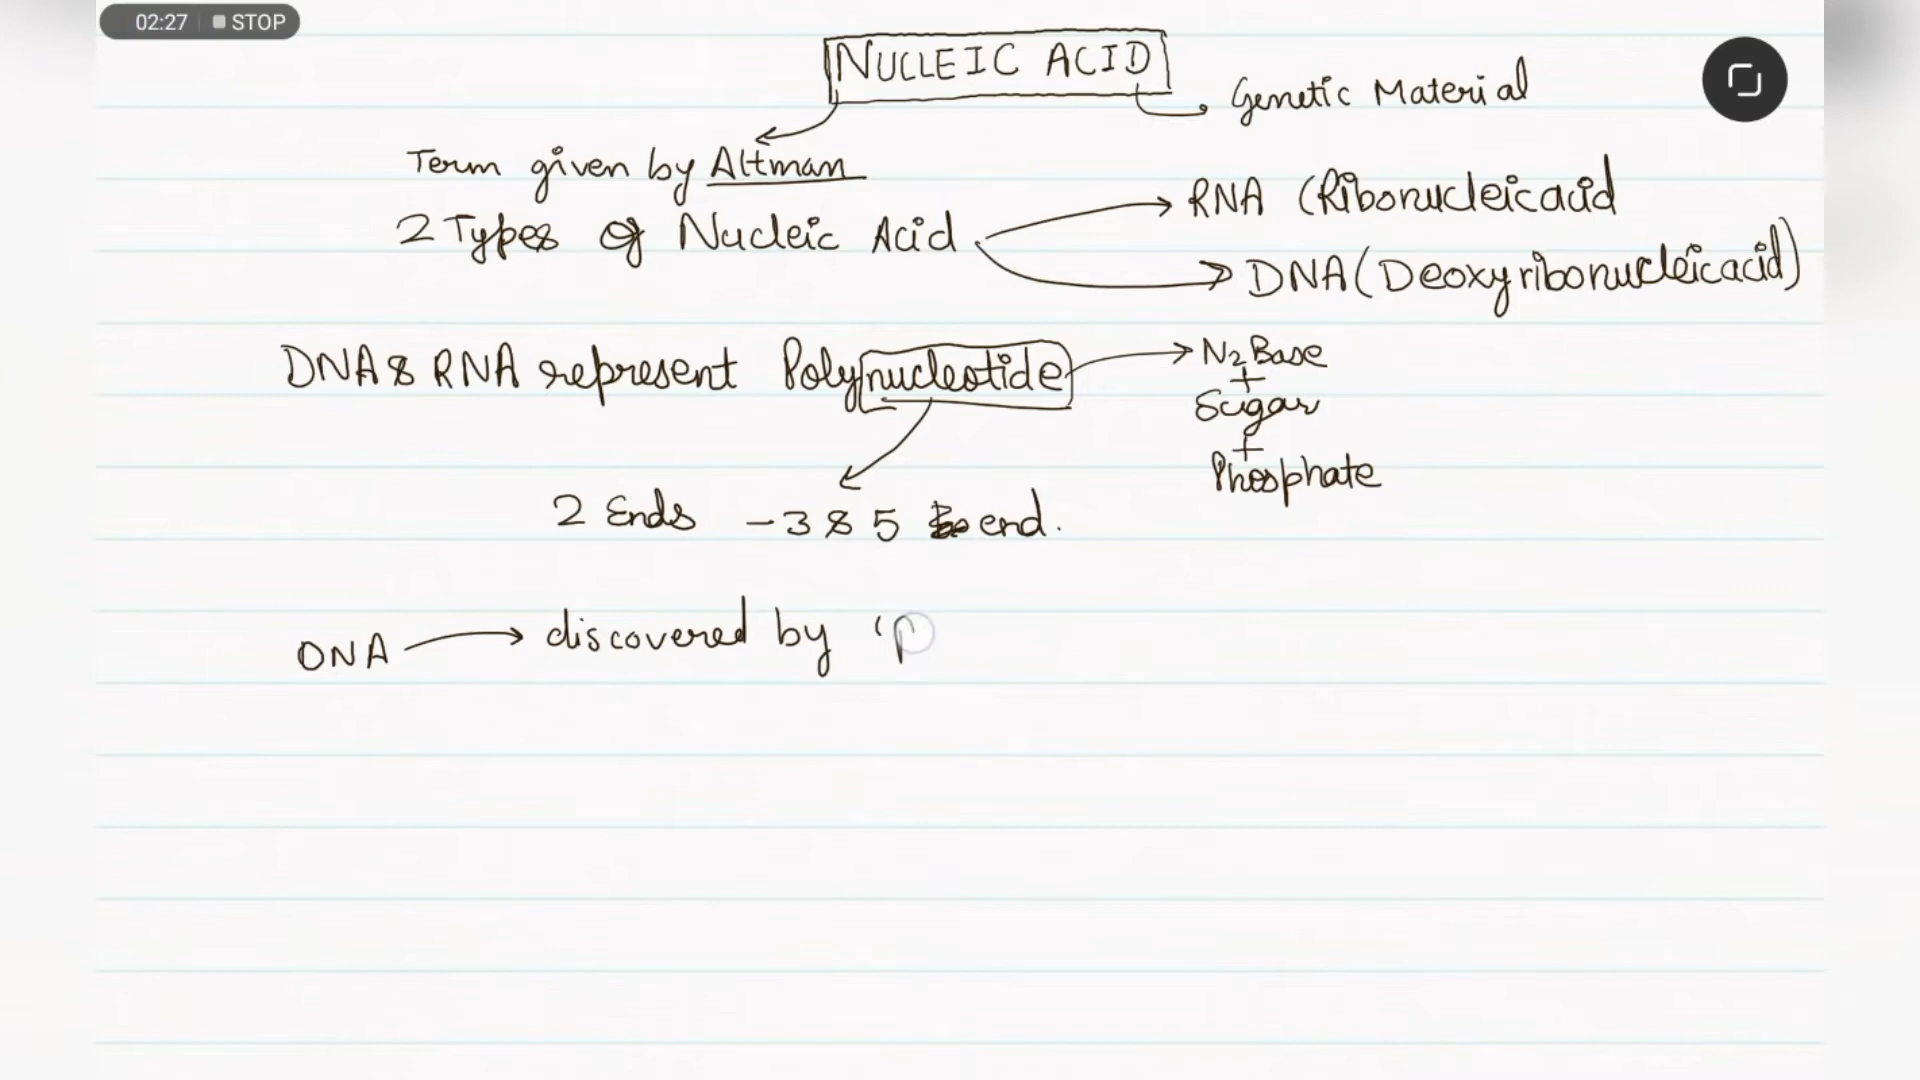 02:27 STOP
NUCLEIC ACID
Genetic Material
Term given by Altman
2 Types of Nucleic Acid
RNA (Ribonucleicacid
DNA (Deoxyribonucleicacid)
DNA & RNA represent Polynucleotide
N2 Base
+
Sugar
+
Phosphate
2 Ends - 3 & 5 end.
DNA discovered by '